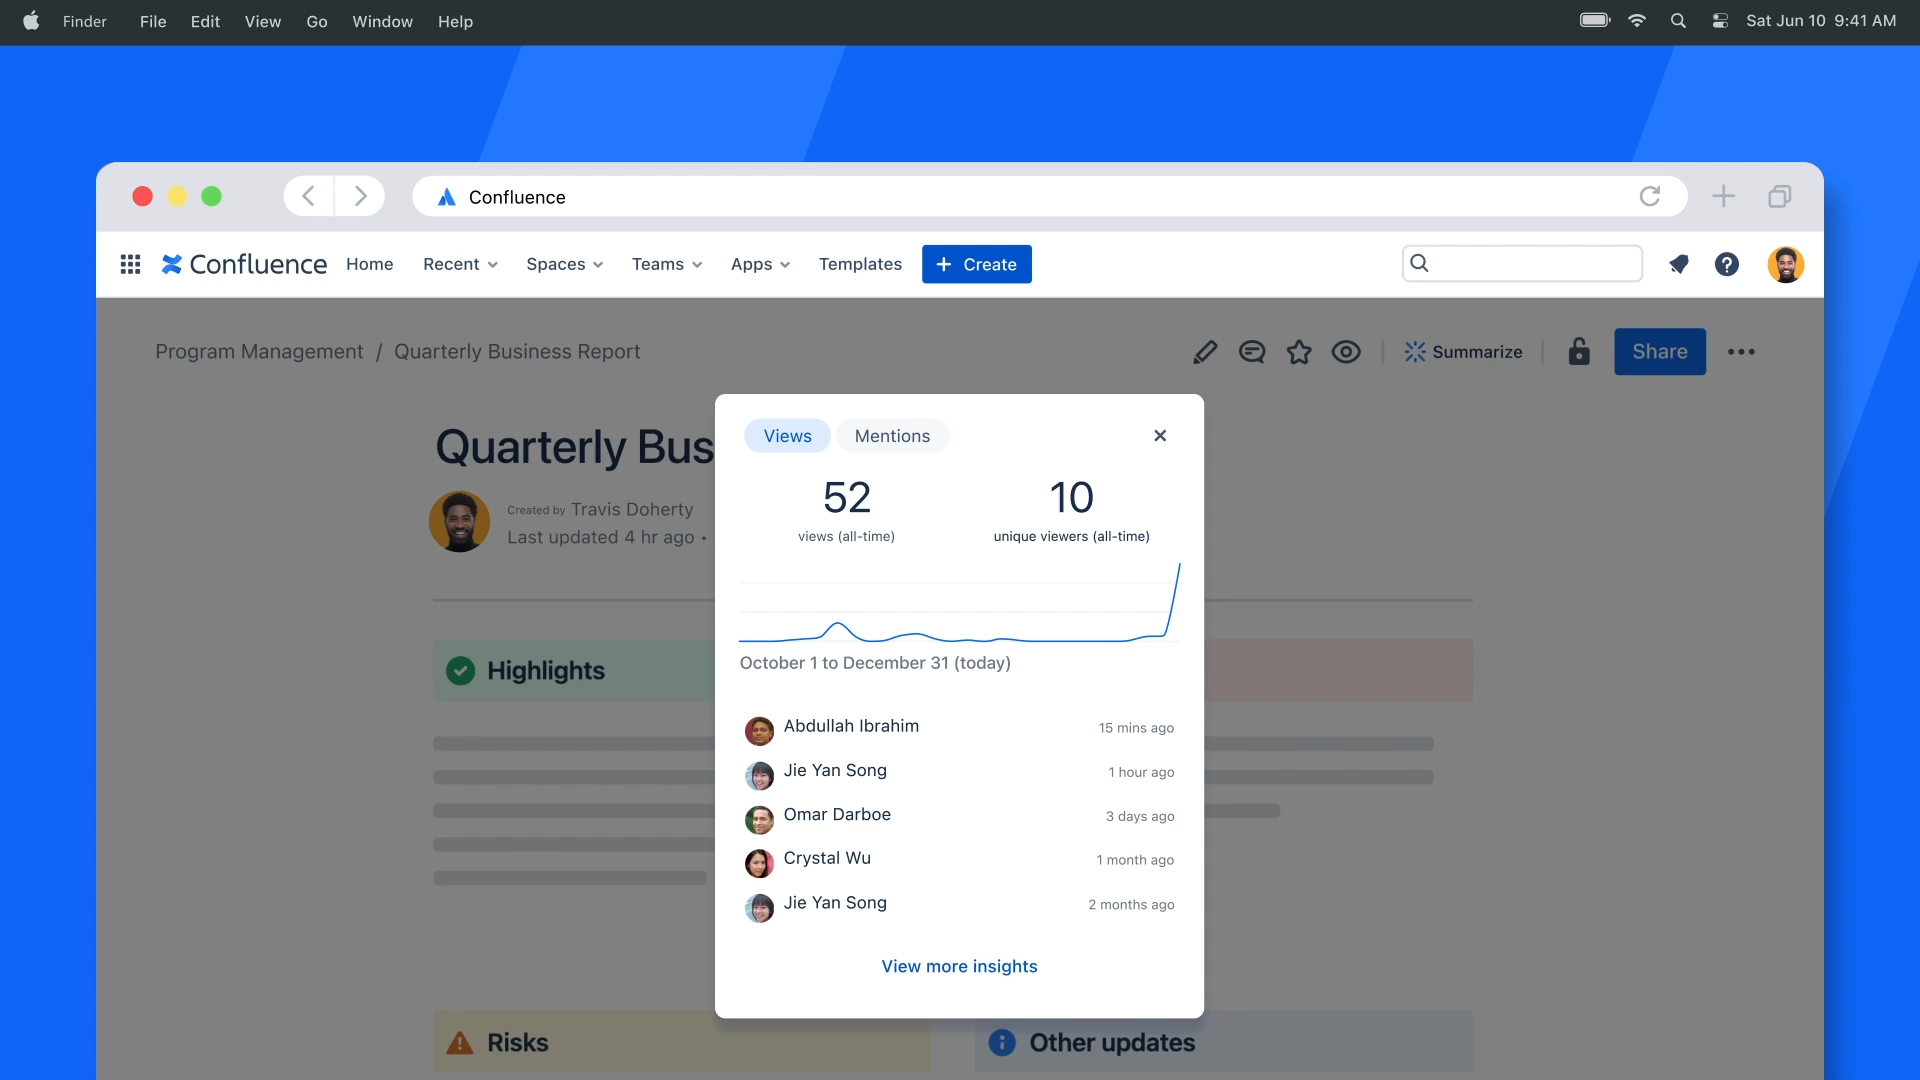 Finder File Edit View Go Window Help Sat Jun 10 9:41 AM
Confluence
Confluence Home Recent Spaces Teams Apps Templates + Create
Program Management / Quarterly Business Report Summarize Share
Views Mentions
Quarterly Bus
52 10
Created by Travis Doherty
views (all-time) unique viewers (all-time)
Last updated 4 hr ago •
October 1 to December 31 (today)
Highlights
Abdullah Ibrahim 15 mins ago
Jie Yan Song 1 hour ago
Omar Darboe 3 days ago
Crystal Wu 1 month ago
Jie Yan Song 2 months ago
View more insights
Risks Other updates